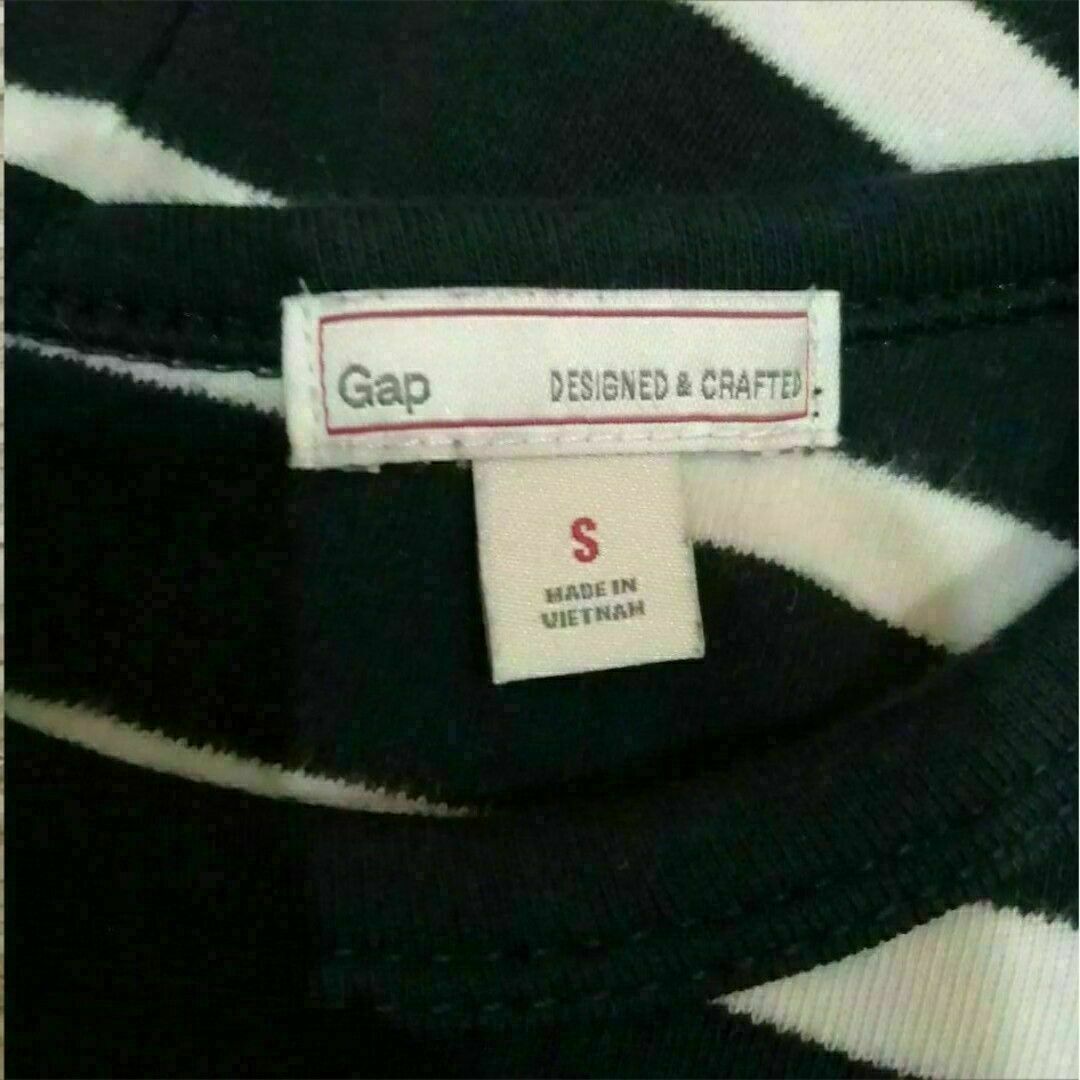 Gap DESIGNED & CRAFTED
S
MADE IN
VIETNAM